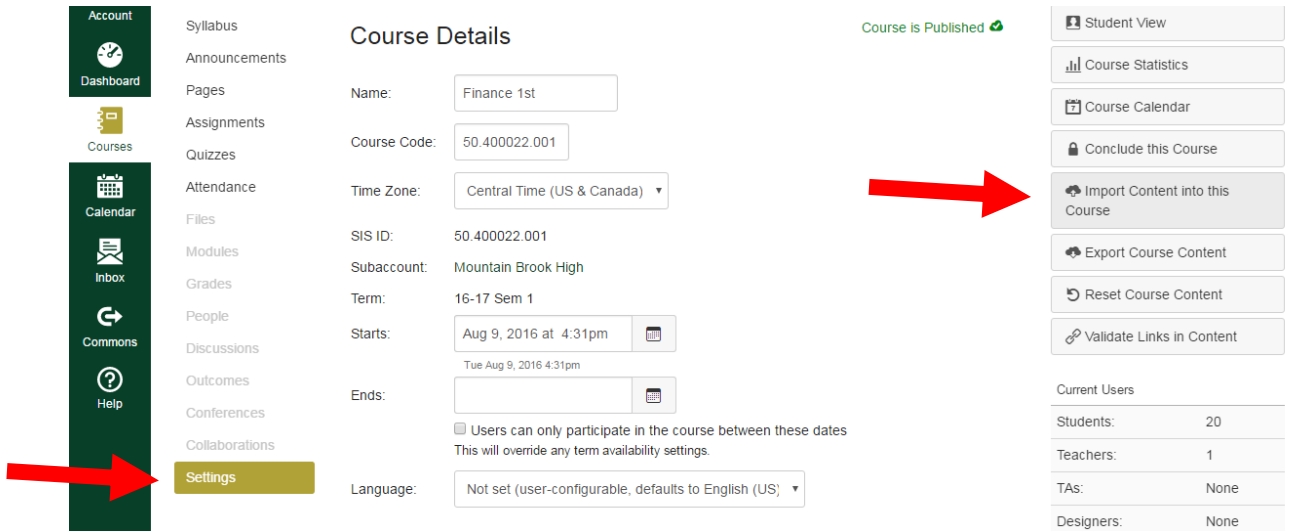 Account
Dashboard
Courses
Calendar
Inbox
Commons
Help
Syllabus
Announcements
Pages
Assignments
Quizzes
Attendance
Files
Modules
Grades
People
Discussions
Outcomes
Conferences
Collaborations
Settings
Course Details
Course is Published
Name: Finance 1st
Course Code: 50.400022.001
Time Zone: Central Time (US & Canada)
SIS ID: 50.400022.001
Subaccount: Mountain Brook High
Term: 16-17 Sem 1
Starts: Aug 9, 2016 at 4:31pm
Tue Aug 9, 2016 4:31pm
Ends:
Users can only participate in the course between these dates
This will override any term availability settings.
Language: Not set (user-configurable, defaults to English (US)
Student View
Course Statistics
7 Course Calendar
Conclude this Course
Import Content into this
Course
Export Course Content
Reset Course Content
Validate Links in Content
Current Users
Students: 20
Teachers: 1
TAs: None
Designers: None